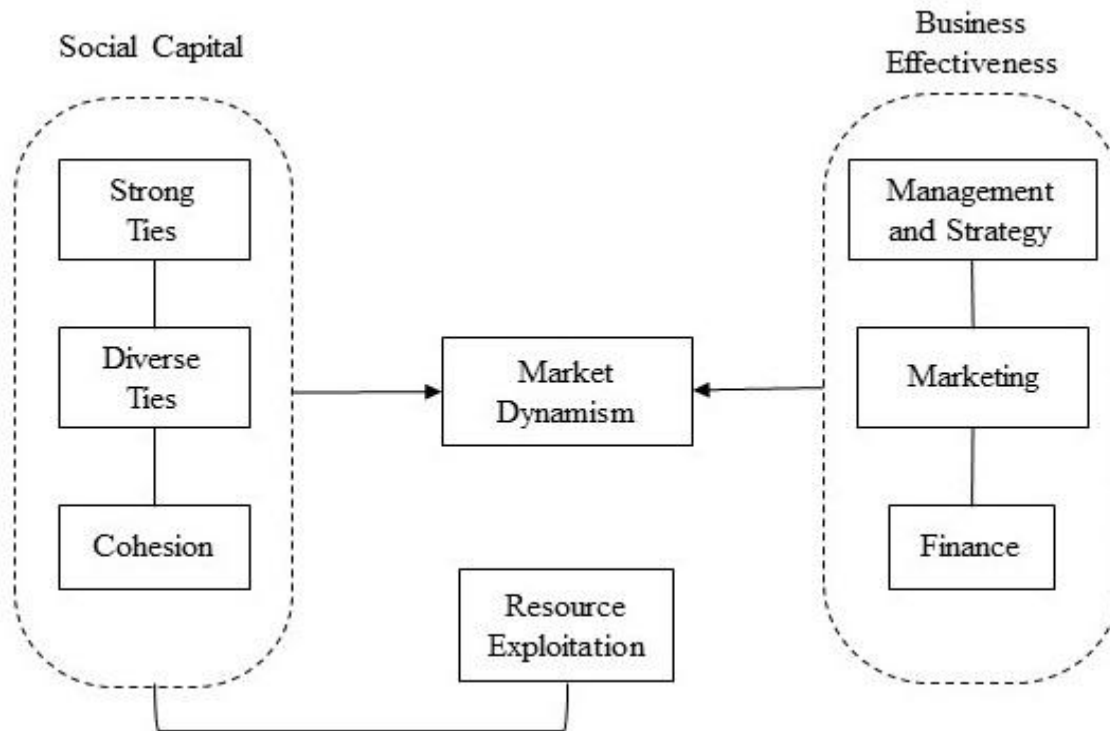 Social Capital
Strong
Ties
Diverse
Ties
Cohesion
Market
Dynamism
Resource
Exploitation
Business
Effectiveness
Management
and Strategy
Marketing
Finance